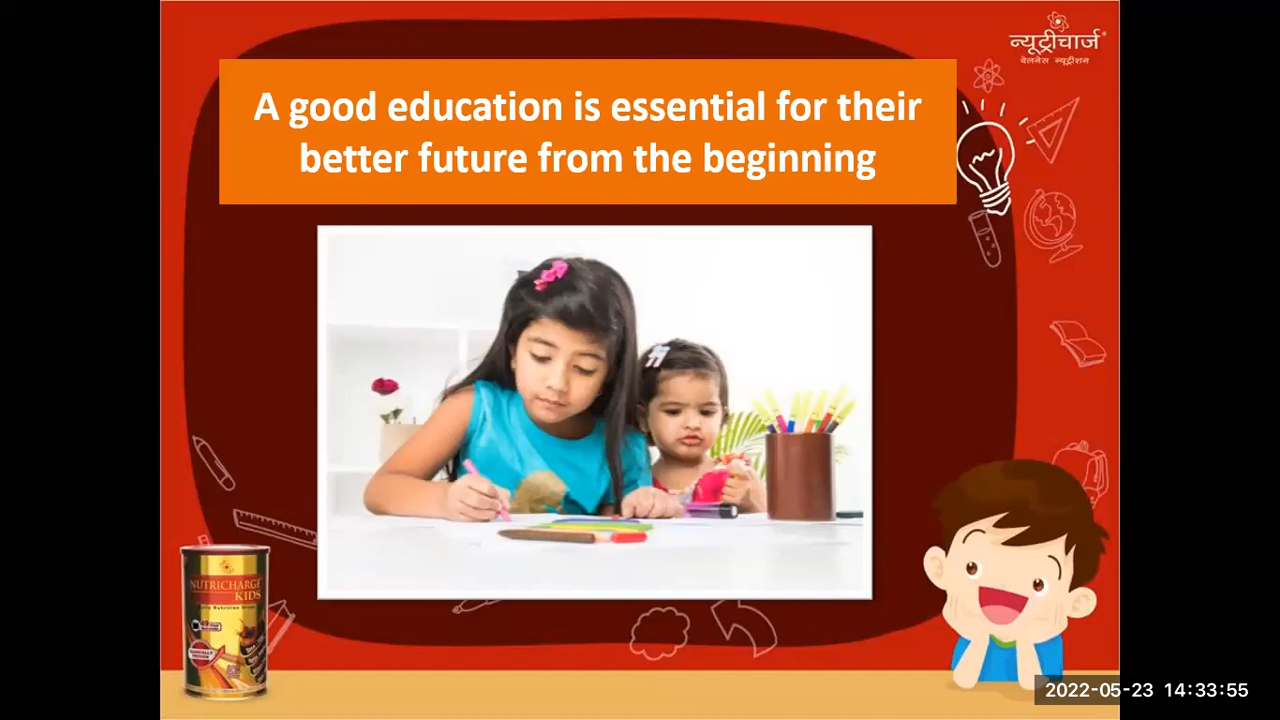 न्यूट्रीचार्ज
वेलनेस न्यूट्रीशन
A good education is essential for their
better future from the beginning
NUTRICHARGE
KIDS
2022-05-23 14:33:55